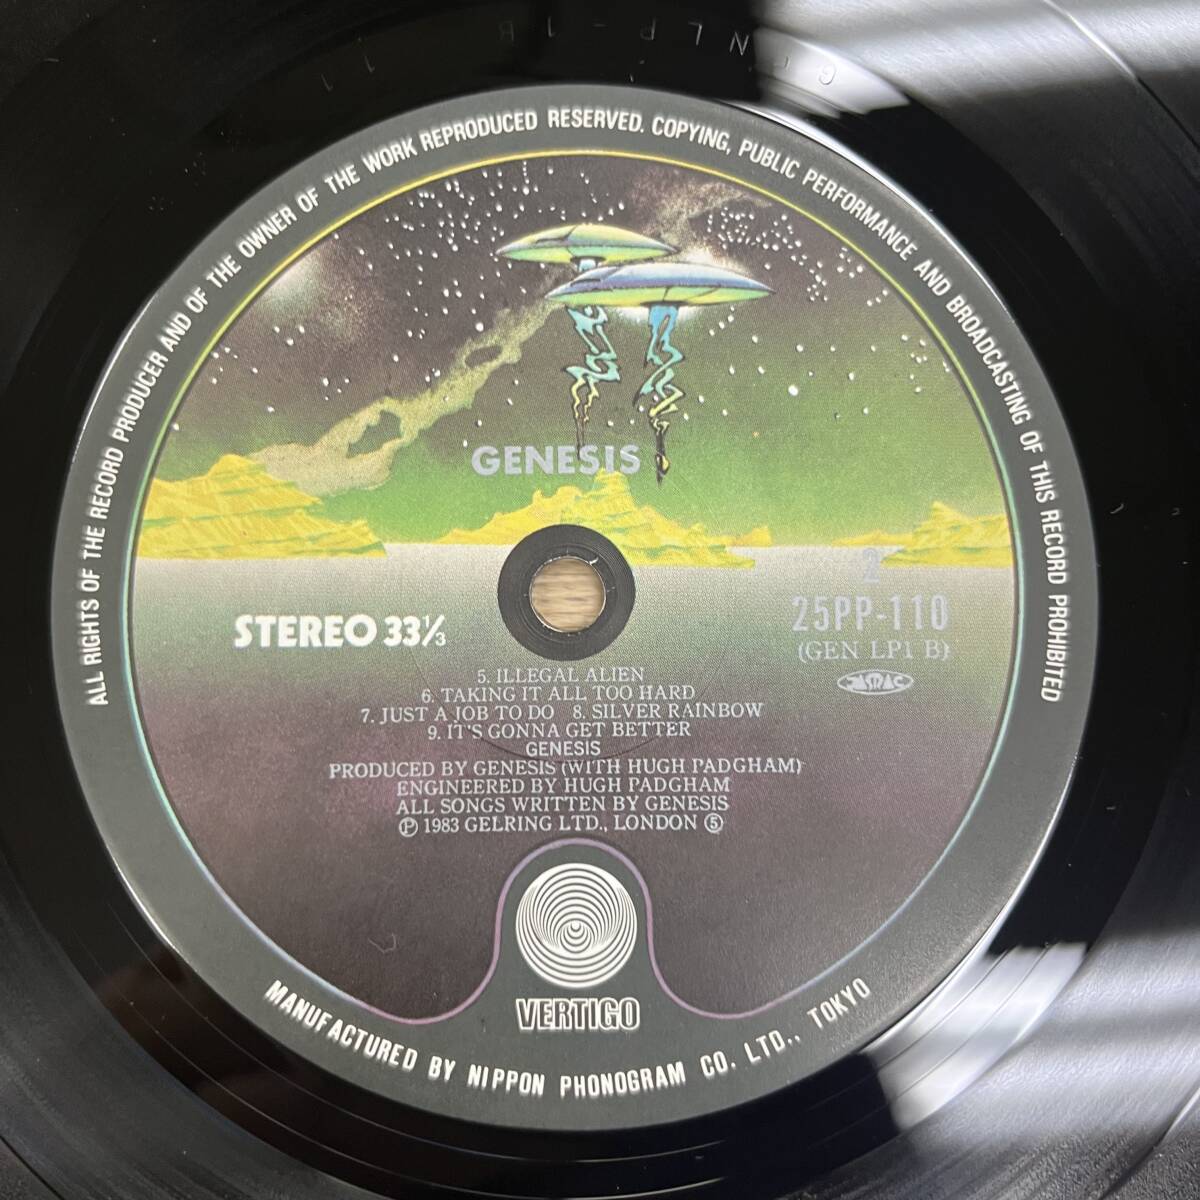 ALL RIGHTS OF THE RECORD PRODUCER AND OF THE OWNER OF THE WORK REPRODUCED RESERVED. COPYING, PUBLIC PERFORMANCE AND BROADCASTING OF THIS RECORD PROHIBITED
GENESIS
2
25PP-110
(GEN LP1 B)
JASRAC
STEREO 33⅓
5. ILLEGAL ALIEN
6. TAKING IT ALL TOO HARD
7. JUST A JOB TO DO 8. SILVER RAINBOW
9. IT'S GONNA GET BETTER
GENESIS
PRODUCED BY GENESIS (WITH HUGH PADGHAM)
ENGINEERED BY HUGH PADGHAM
ALL SONGS WRITTEN BY GENESIS
Ⓟ 1983 GELRING LTD., LONDON ⑤
VERTIGO
MANUFACTURED BY NIPPON PHONOGRAM CO. LTD., TOKYO